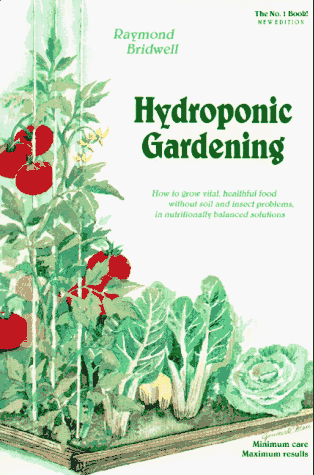 The No. 1 Book!
NEW EDITION
Raymond
Bridwell
Hydroponic
Gardening
How to grow vital, healthful food
without soil and insect problems,
in nutritionally balanced solutions
Minimum care
Maximum results